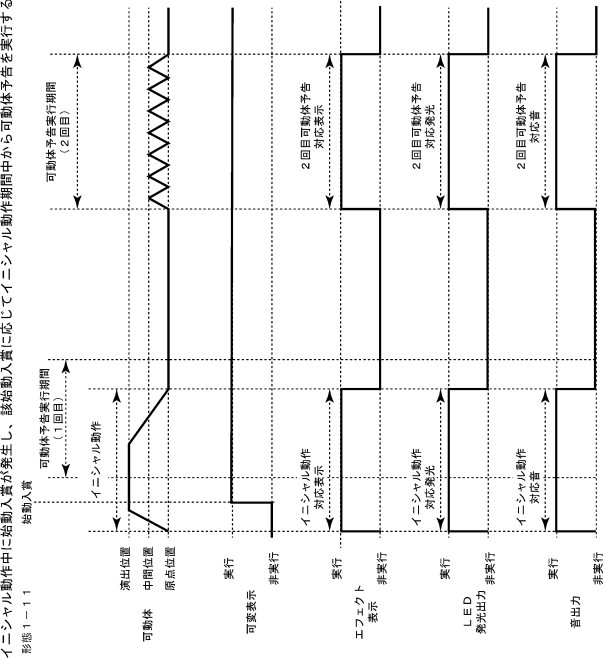 イニシャル動作中に始動入賞が発生し、該始動入賞に応じてイニシャル動作期間中から可動体予告を実行する
形態１－１１
始動入賞
可動体予告実行期間
（１回目）
可動体予告実行期間
（２回目）
イニシャル動作
演出位置
中間位置
原点位置
可動体
実行
非実行
可変表示
イニシャル動作
対応表示
２回目可動体予告
対応表示
実行
非実行
エフェクト
表示
イニシャル動作
対応発光
２回目可動体予告
対応発光
実行
非実行
ＬＥＤ
発光出力
イニシャル動作
対応音
２回目可動体予告
対応音
実行
非実行
音出力